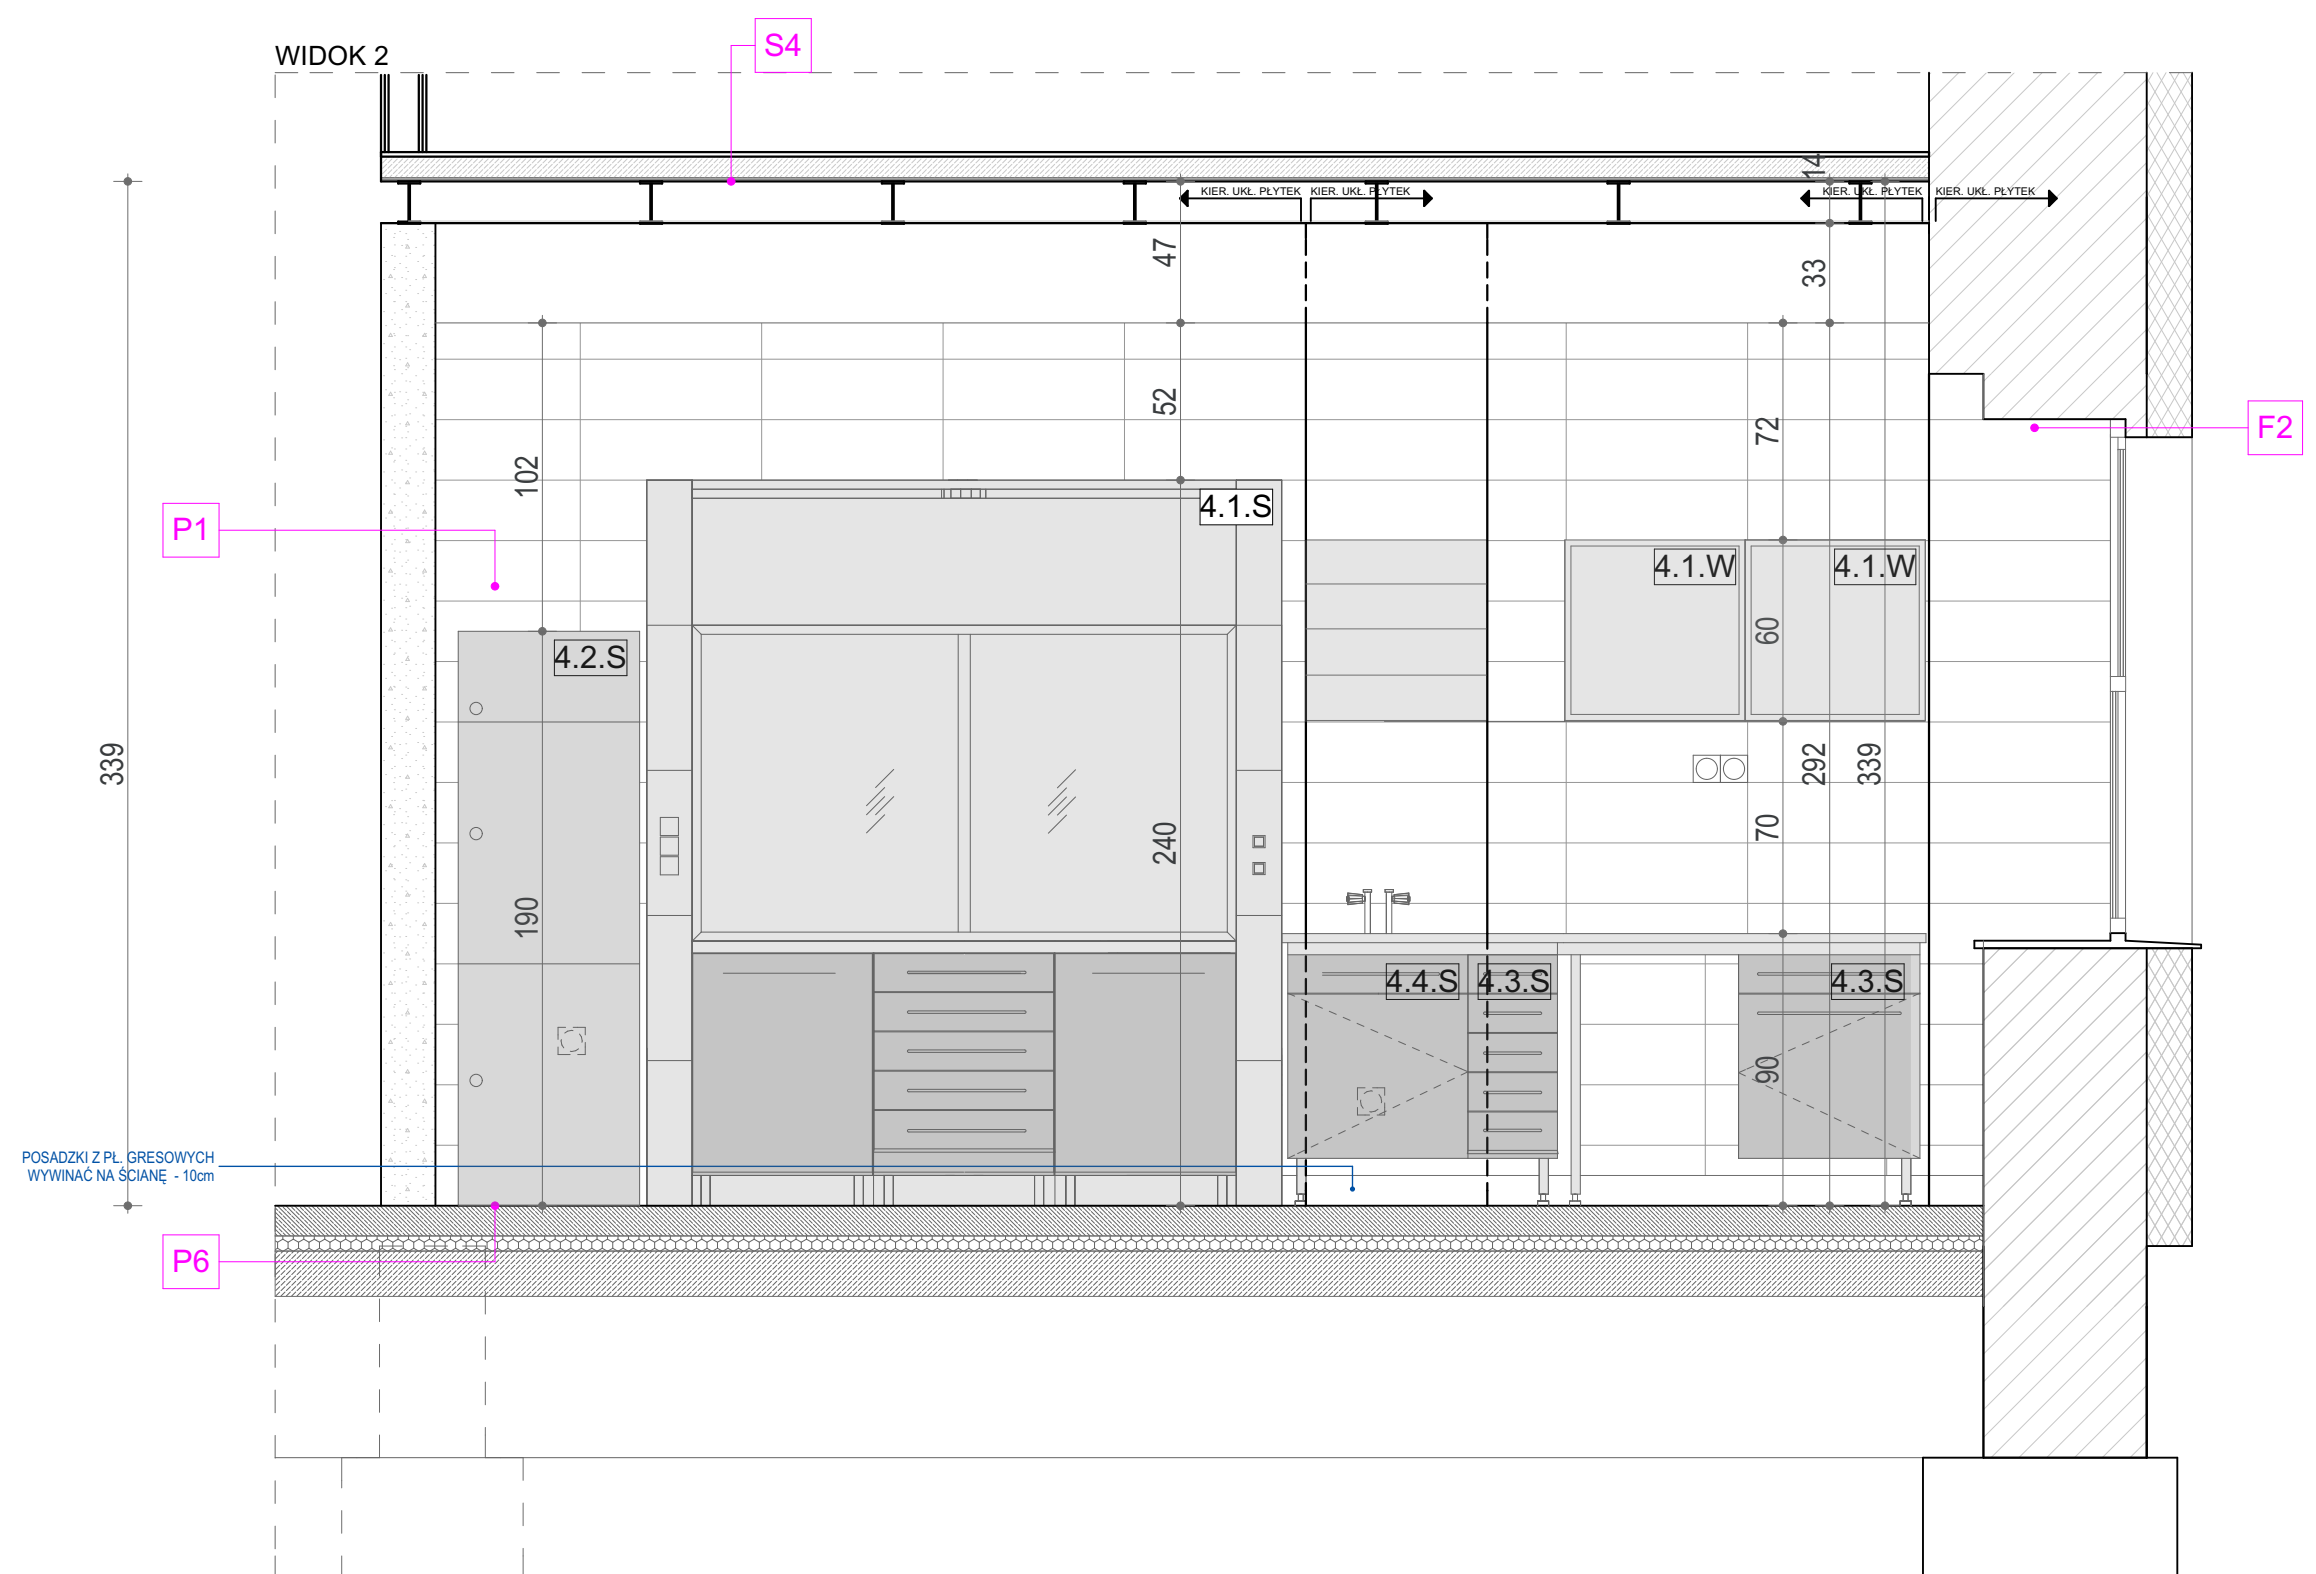 WIDOK 2
S4
14
KIER. UKŁ. PŁYTEK
KIER. UKŁ. PŁYTEK
KIER. UKŁ. PŁYTEK
KIER. UKŁ. PŁYTEK
47
33
52
72
F2
102
4.1.S
P1
4.1.W
4.1.W
60
4.2.S
339
292
339
70
240
190
4.4.S
4.3.S
4.3.S
90
POSADZKI Z PŁ. GRESOWYCH
WYWINAĆ NA ŚCIANĘ - 10cm
P6